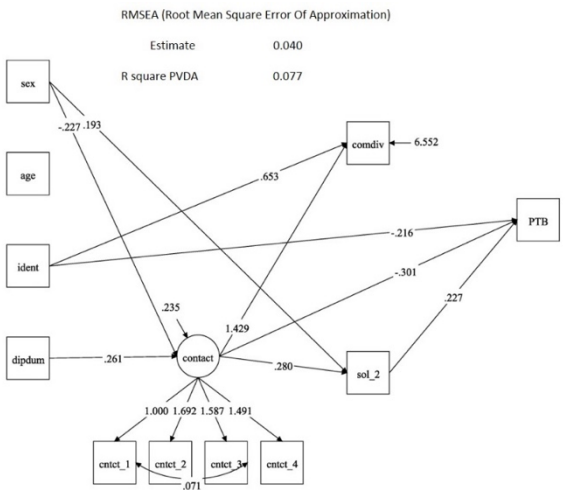 RMSEA (Root Mean Square Error Of Approximation)
Estimate 0.040
R square PVDA 0.077
sex
-.227 .193
comdiv
6.552
age
.653
PTB
ident
-.216
-.301
.235
.227
1.429
dipdum
.261
contact
.280
sol_2
1.000 1.692 1.587 1.491
cntct_1 cntct_2 cntct_3 cntct_4
.071